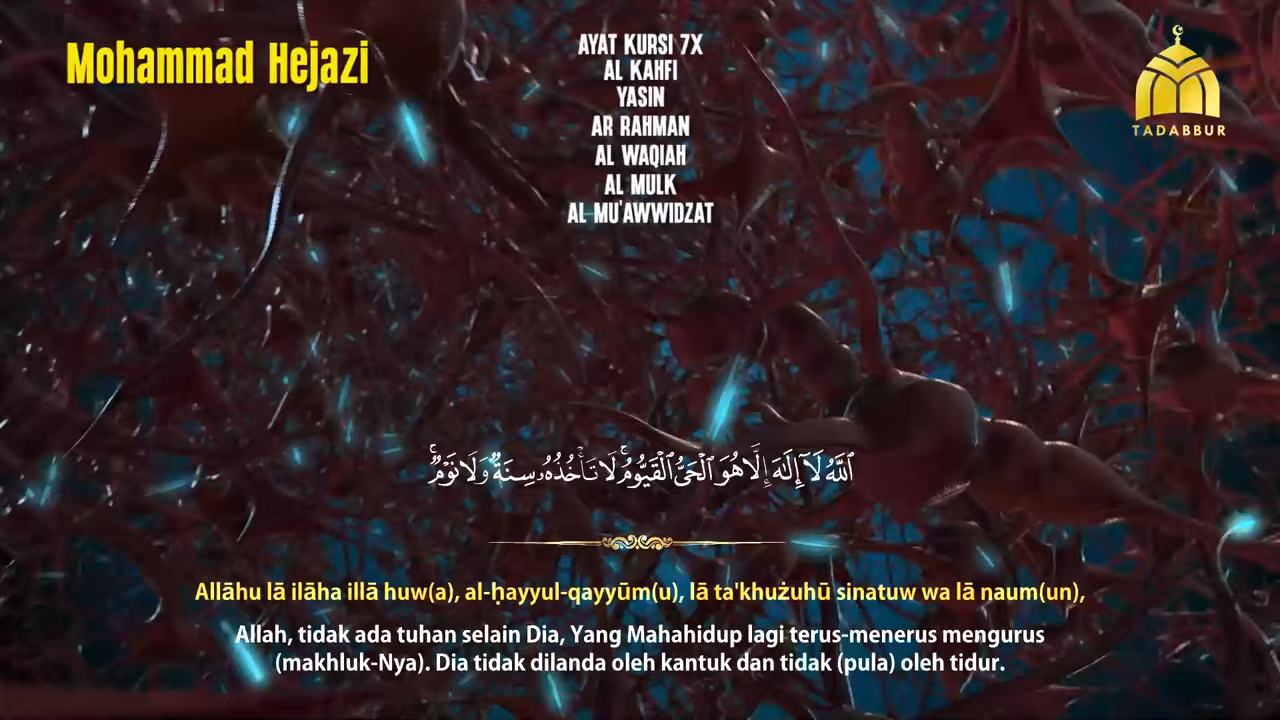 Mohammad Hejazi
AYAT KURSI 7X
AL KAHFI
YASIN
AR RAHMAN
AL WAQIAH
AL MULK
AL MU'AWWIDZAT
TADABBUR
ٱللَّهُ لَآ إِلَٰهَ إِلَّا هُوَ ٱلْحَىُّ ٱلْقَيُّومُ ۚ لَا تَأْخُذُهُۥ سِنَةٌ وَلَا نَوْمٌ ۚ
Allāhu lā ilāha illā huw(a), al-ḥayyul-qayyūm(u), lā ta'khużuhū sinatuw wa lā naum(un),
Allah, tidak ada tuhan selain Dia, Yang Mahahidup lagi terus-menerus mengurus
(makhluk-Nya). Dia tidak dilanda oleh kantuk dan tidak (pula) oleh tidur.